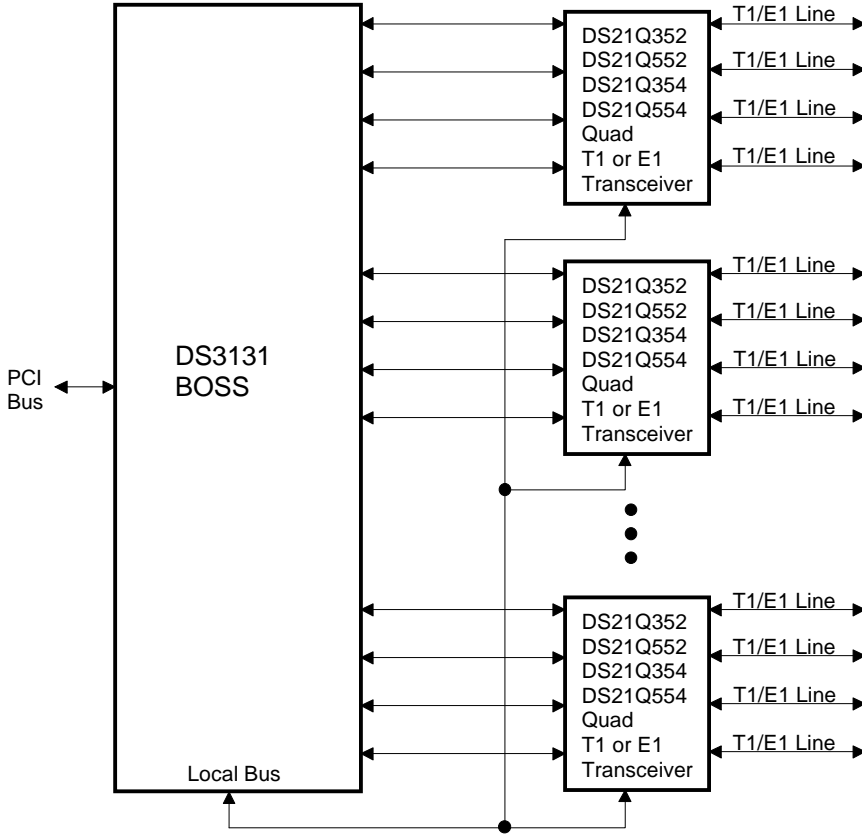 DS21Q352
DS21Q552
DS21Q354
DS21Q554
Quad
T1 or E1
Transceiver
T1/E1 Line
T1/E1 Line
T1/E1 Line
T1/E1 Line
DS3131
BOSS
PCI
Bus
DS21Q352
DS21Q552
DS21Q354
DS21Q554
Quad
T1 or E1
Transceiver
T1/E1 Line
T1/E1 Line
T1/E1 Line
T1/E1 Line
DS21Q352
DS21Q552
DS21Q354
DS21Q554
Quad
T1 or E1
Transceiver
T1/E1 Line
T1/E1 Line
T1/E1 Line
T1/E1 Line
Local Bus